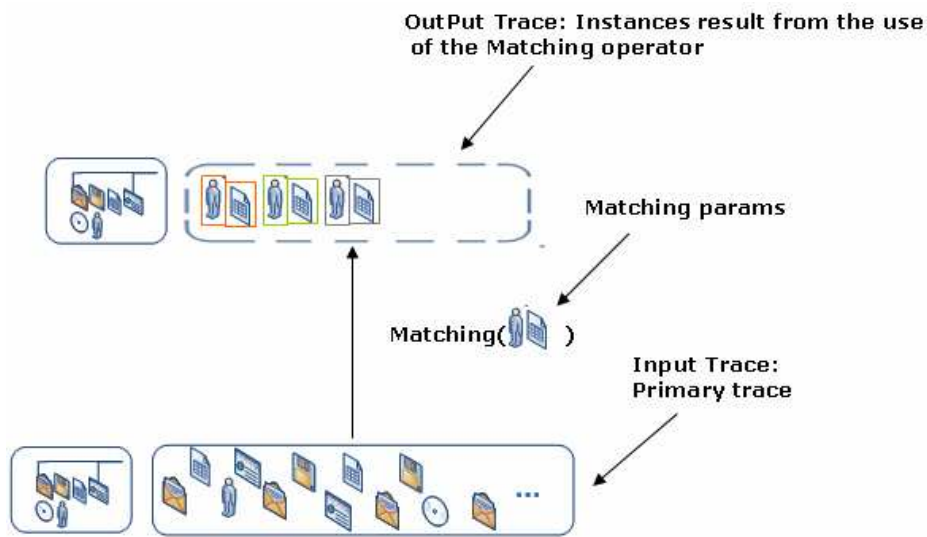 OutPut Trace: Instances result from the use
of the Matching operator
Matching params
Matching( )
Input Trace:
Primary trace
...